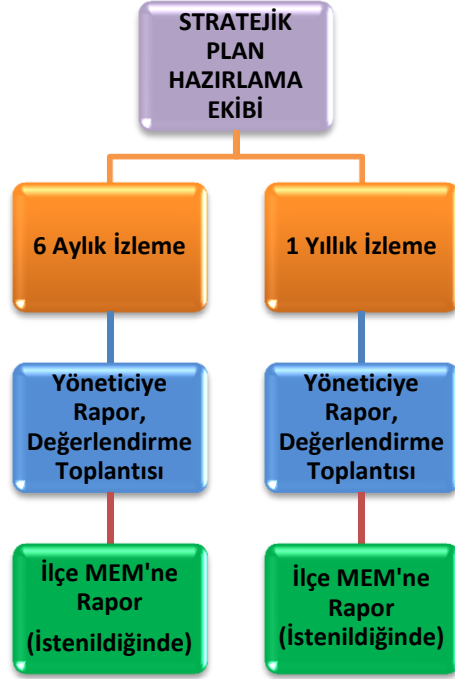 STRATEJİK
PLAN
HAZIRLAMA
EKİBİ
6 Aylık İzleme
1 Yıllık İzleme
Yöneticiye
Rapor,
Değerlendirme
Toplantısı
Yöneticiye
Rapor,
Değerlendirme
Toplantısı
İlçe MEM'ne
Rapor
(İstenildiğinde)
İlçe MEM'ne
Rapor
(İstenildiğinde)